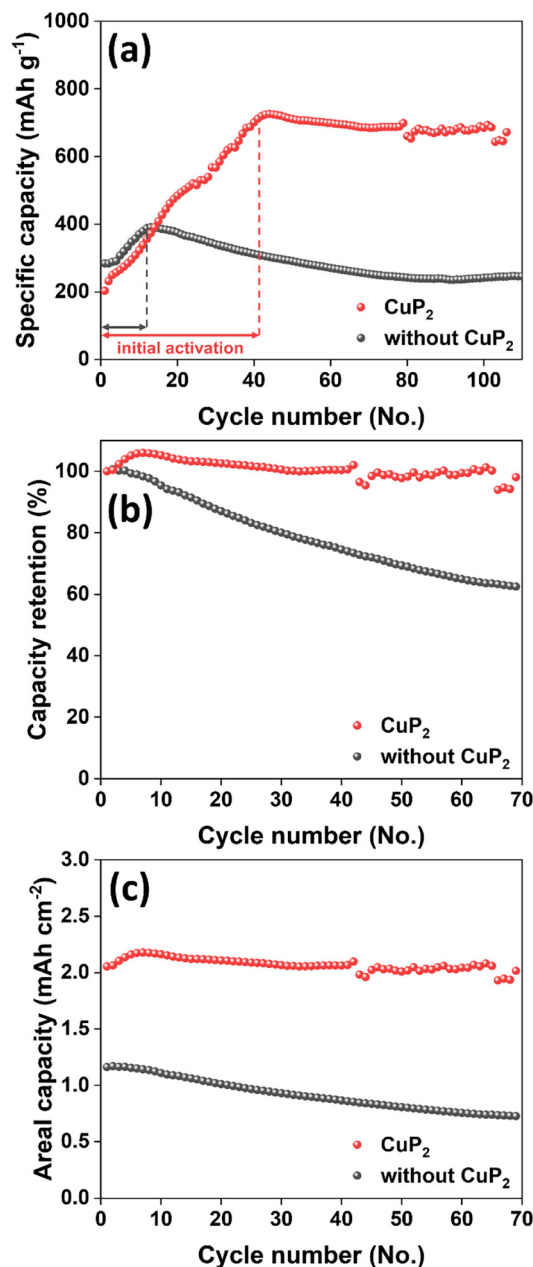 (a)
Specific capacity (mAh g⁻¹)
1000
800
600
400
200
0
initial activation
CuP₂
without CuP₂
0 20 40 60 80 100
Cycle number (No.)
(b)
Capacity retention (%)
100
80
60
40
20
0
CuP₂
without CuP₂
0 10 20 30 40 50 60 70
Cycle number (No.)
(c)
Areal capacity (mAh cm⁻²)
3.0
2.5
2.0
1.5
1.0
0.5
0.0
CuP₂
without CuP₂
0 10 20 30 40 50 60 70
Cycle number (No.)